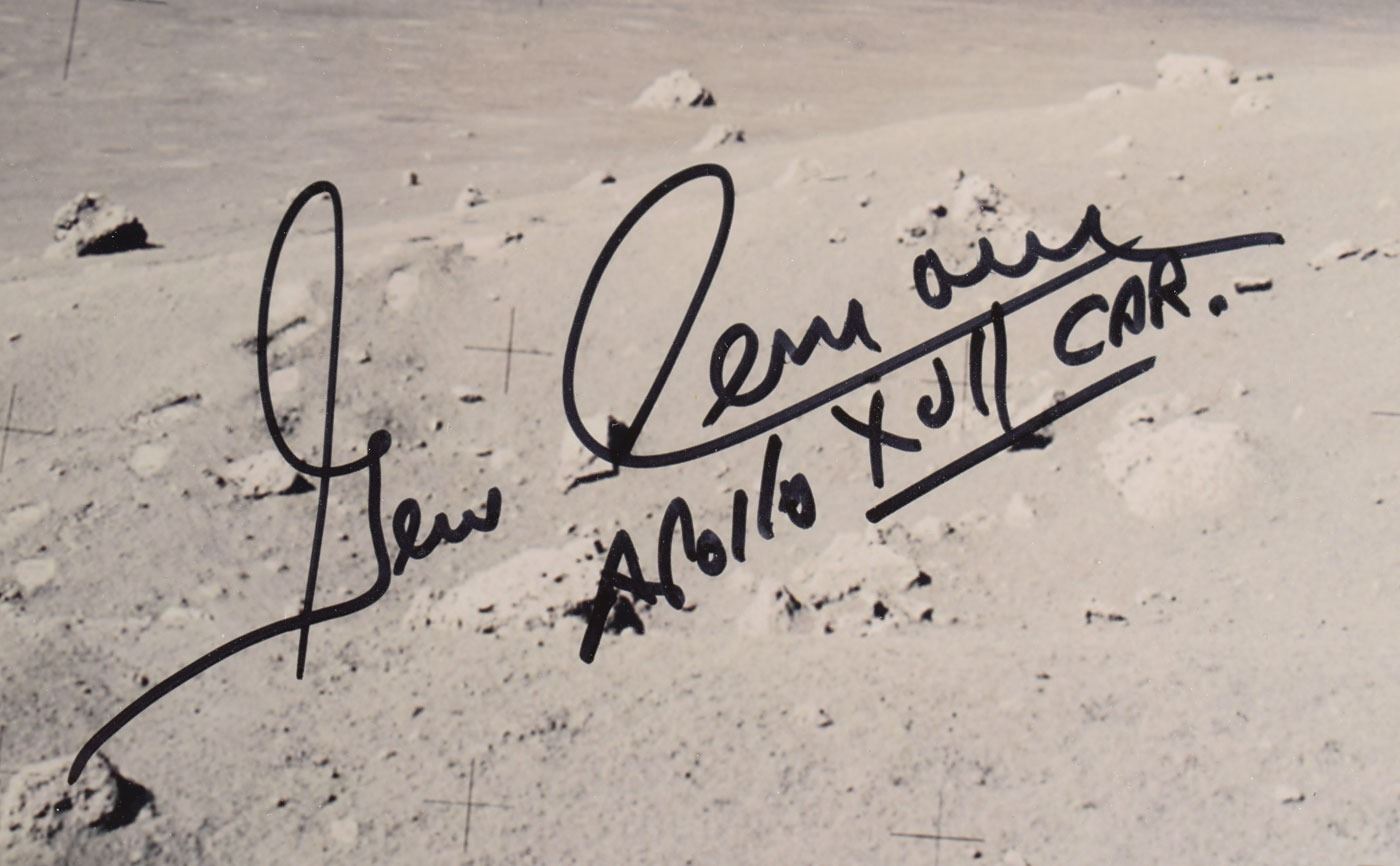 Gene Cernan
Apollo XVII CDR.-